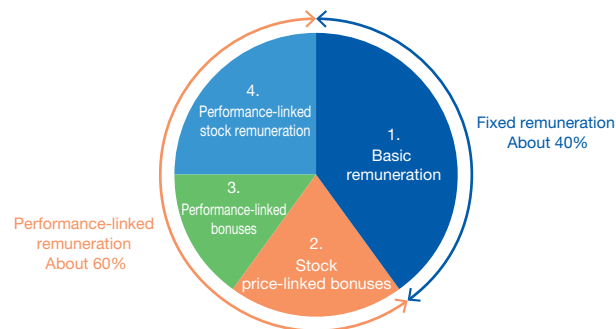 4.
Performance-linked
stock remuneration
1.
Basic
remuneration
Fixed remuneration
About 40%
3.
Performance-linked
bonuses
Performance-linked
remuneration
About 60%
2.
Stock
price-linked bonuses